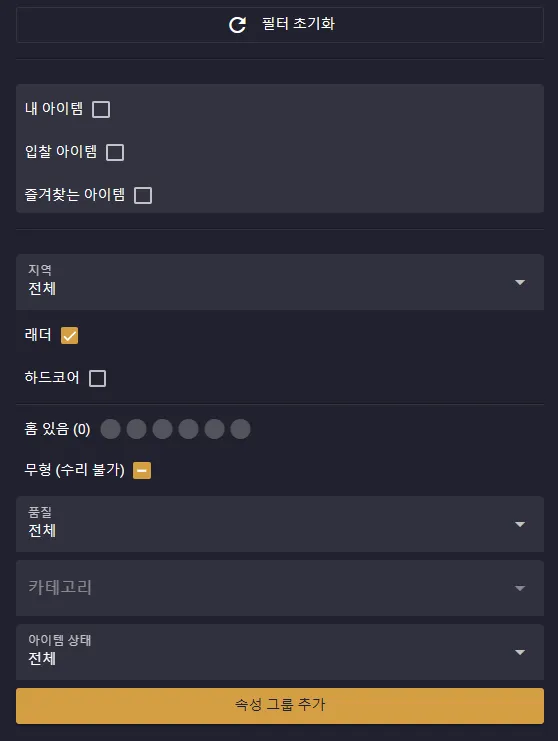 필터 초기화
내 아이템
입찰 아이템
즐겨찾는 아이템
지역
전체
래더
하드코어
홈 있음 (0)
무형 (수리 불가)
품질
전체
카테고리
아이템 상태
전체
속성 그룹 추가